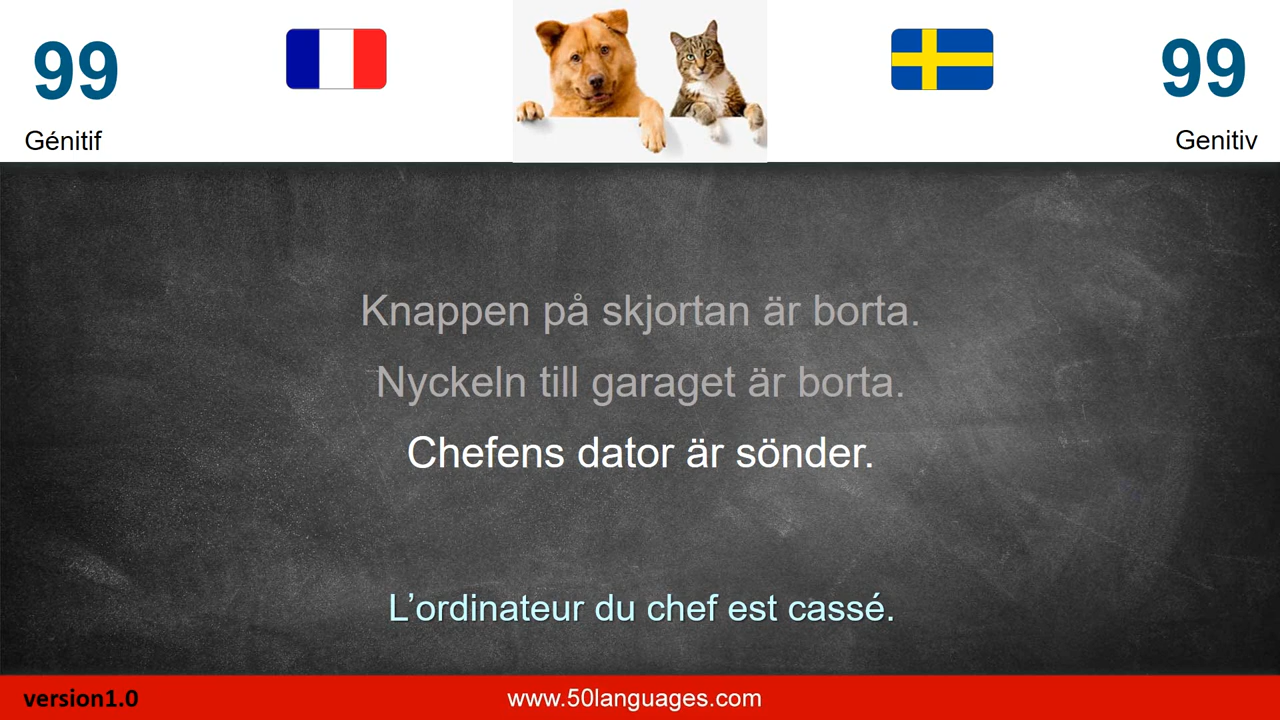 99
99
Génitif
Genitiv
Knappen på skjortan är borta.
Nyckeln till garaget är borta.
Chefens dator är sönder.
L’ordinateur du chef est cassé.
version1.0
www.50languages.com